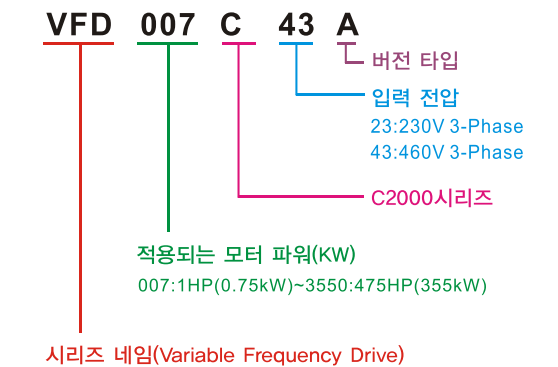 VFD 007 C 43 A
버전 타입
입력 전압
23:230V 3-Phase
43:460V 3-Phase
C2000시리즈
적용되는 모터 파워(KW)
007:1HP(0.75kW)~3550:475HP(355kW)
시리즈 네임(Variable Frequency Drive)